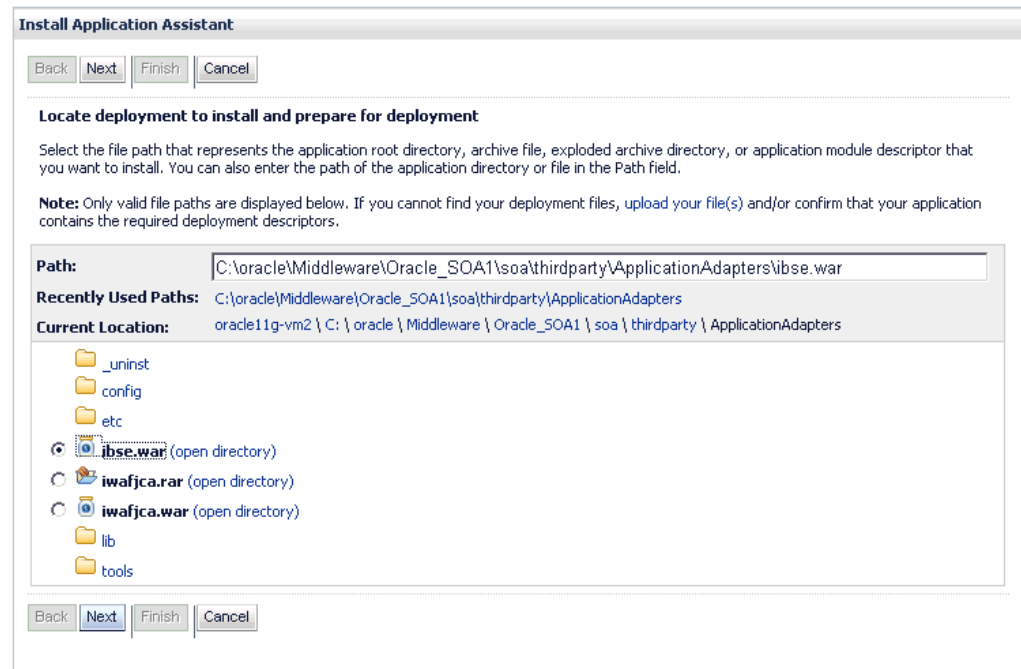 Install Application Assistant
Back Next Finish Cancel
Locate deployment to install and prepare for deployment
Select the file path that represents the application root directory, archive file, exploded archive directory, or application module descriptor that
you want to install. You can also enter the path of the application directory or file in the Path field.
Note: Only valid file paths are displayed below. If you cannot find your deployment files, upload your file(s) and/or confirm that your application
contains the required deployment descriptors.
Path: C:\oracle\Middleware\Oracle_SOA1\soa\thirdparty\ApplicationAdapters\ibse.war
Recently Used Paths: C:\oracle\Middleware\Oracle_SOA1\soa\thirdparty\ApplicationAdapters
Current Location: oracle11g-vm2 \ C: \ oracle \ Middleware \ Oracle_SOA1 \ soa \ thirdparty \ ApplicationAdapters
_uninst
config
etc
ibse.war (open directory)
iwafjca.rar (open directory)
iwafjca.war (open directory)
lib
tools
Back Next Finish Cancel